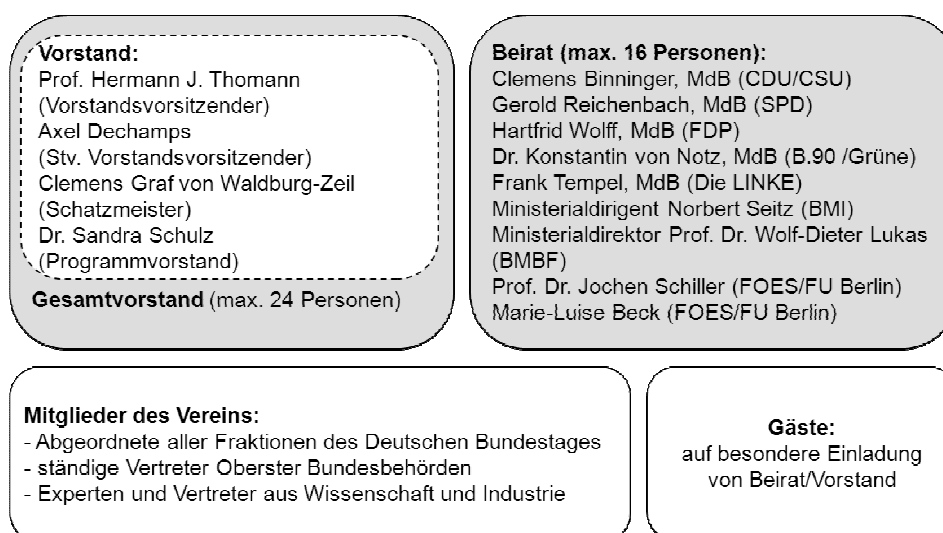 Vorstand:
Prof. Hermann J. Thomann
(Vorstandsvorsitzender)
Axel Dechamps
(Stv. Vorstandsvorsitzender)
Clemens Graf von Waldburg-Zeil
(Schatzmeister)
Dr. Sandra Schulz
(Programmvorstand)
Gesamtvorstand (max. 24 Personen)
Beirat (max. 16 Personen):
Clemens Binninger, MdB (CDU/CSU)
Gerold Reichenbach, MdB (SPD)
Hartfrid Wolff, MdB (FDP)
Dr. Konstantin von Notz, MdB (B.90 /Grüne)
Frank Tempel, MdB (Die LINKE)
Ministerialdirigent Norbert Seitz (BMI)
Ministerialdirektor Prof. Dr. Wolf-Dieter Lukas
(BMBF)
Prof. Dr. Jochen Schiller (FOES/FU Berlin)
Marie-Luise Beck (FOES/FU Berlin)
Mitglieder des Vereins:
- Abgeordnete aller Fraktionen des Deutschen Bundestages
- ständige Vertreter Oberster Bundesbehörden
- Experten und Vertreter aus Wissenschaft und Industrie
Gäste:
auf besondere Einladung
von Beirat/Vorstand